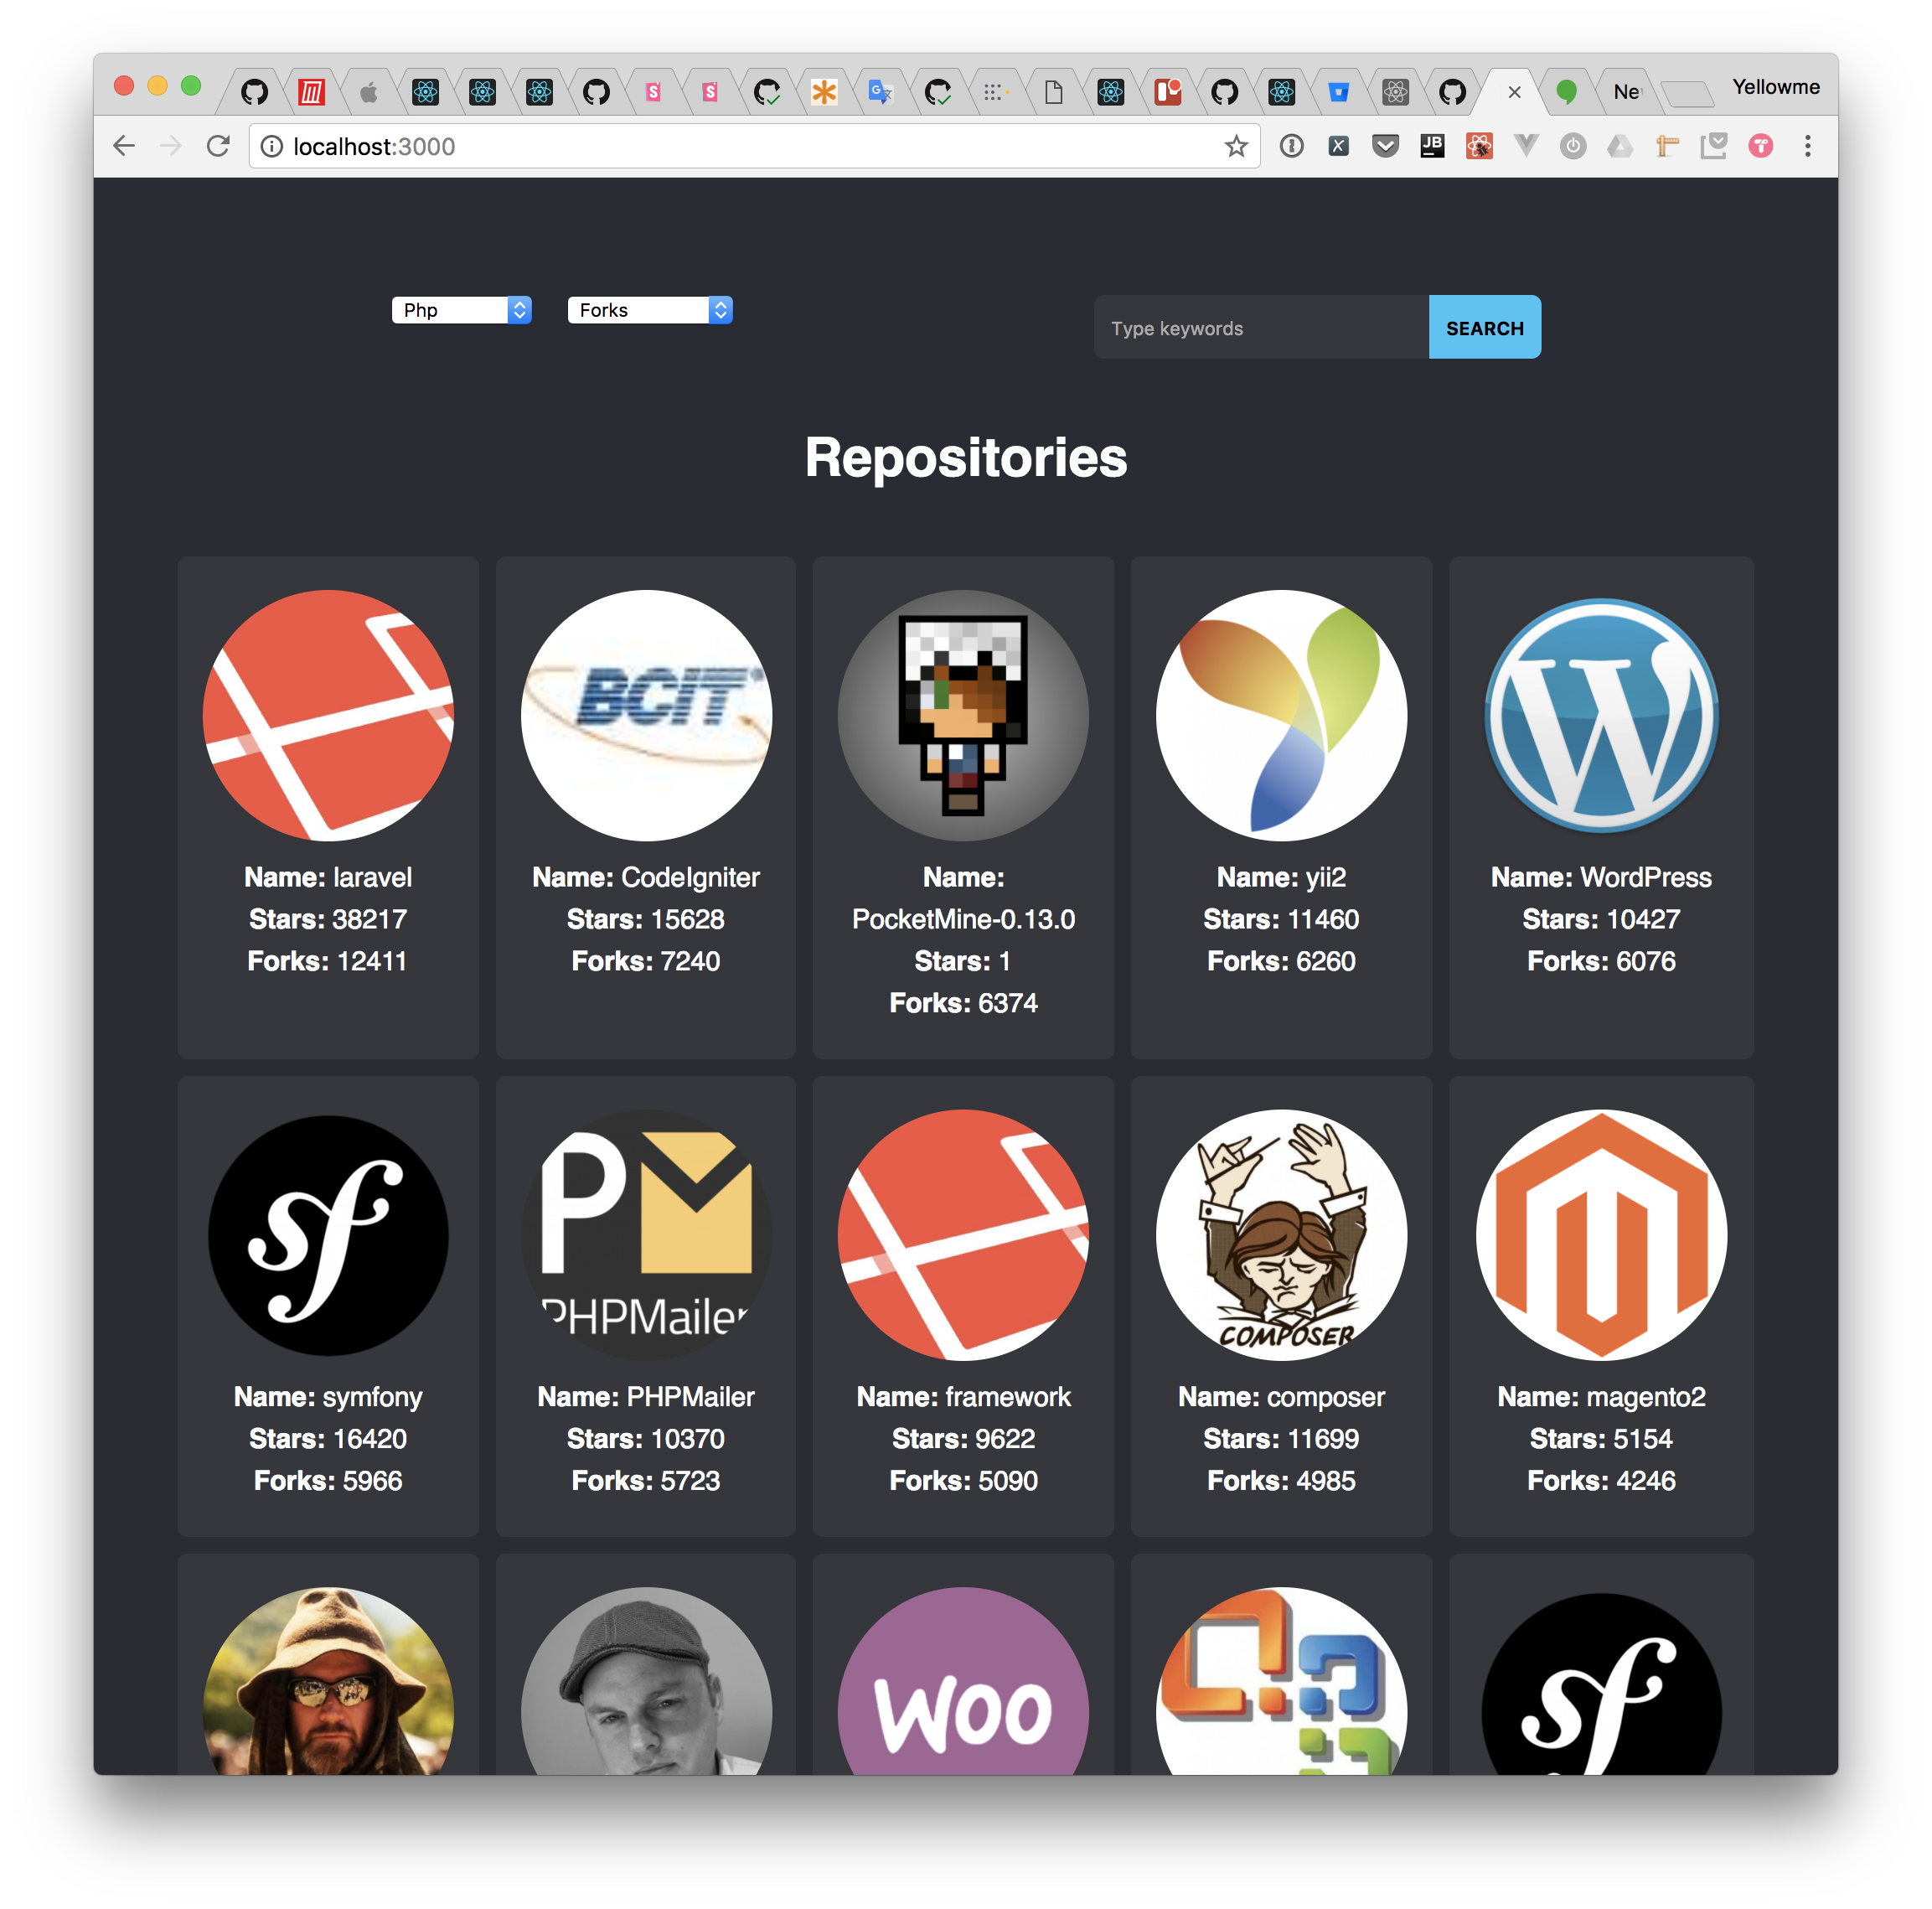 Ne
Yellowme
localhost:3000
JB
Php
Forks
Type keywords
SEARCH
Repositories
BCIT
W
Name: laravel
Stars: 38217
Forks: 12411
Name: CodeIgniter
Stars: 15628
Forks: 7240
Name:
PocketMine-0.13.0
Stars: 1
Forks: 6374
Name: yii2
Stars: 11460
Forks: 6260
Name: WordPress
Stars: 10427
Forks: 6076
sf
PM
PHPMailer
COMPOSER
Name: symfony
Stars: 16420
Forks: 5966
Name: PHPMailer
Stars: 10370
Forks: 5723
Name: framework
Stars: 9622
Forks: 5090
Name: composer
Stars: 11699
Forks: 4985
Name: magento2
Stars: 5154
Forks: 4246
WOO
sf